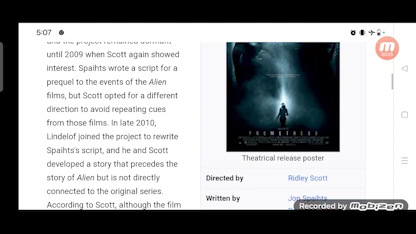 5:07
and the project remained dormant
until 2009 when Scott again showed
interest. Spaihts wrote a script for a
prequel to the events of the Alien
films, but Scott opted for a different
direction to avoid repeating cues
from those films. In late 2010,
Lindelof joined the project to rewrite
Spaihts's script, and he and Scott
developed a story that precedes the
story of Alien but is not directly
connected to the original series.
According to Scott, although the film
PROMETHEUS
Theatrical release poster
Directed by Ridley Scott
Written by Jon Spaihts
Recorded by Mobizen